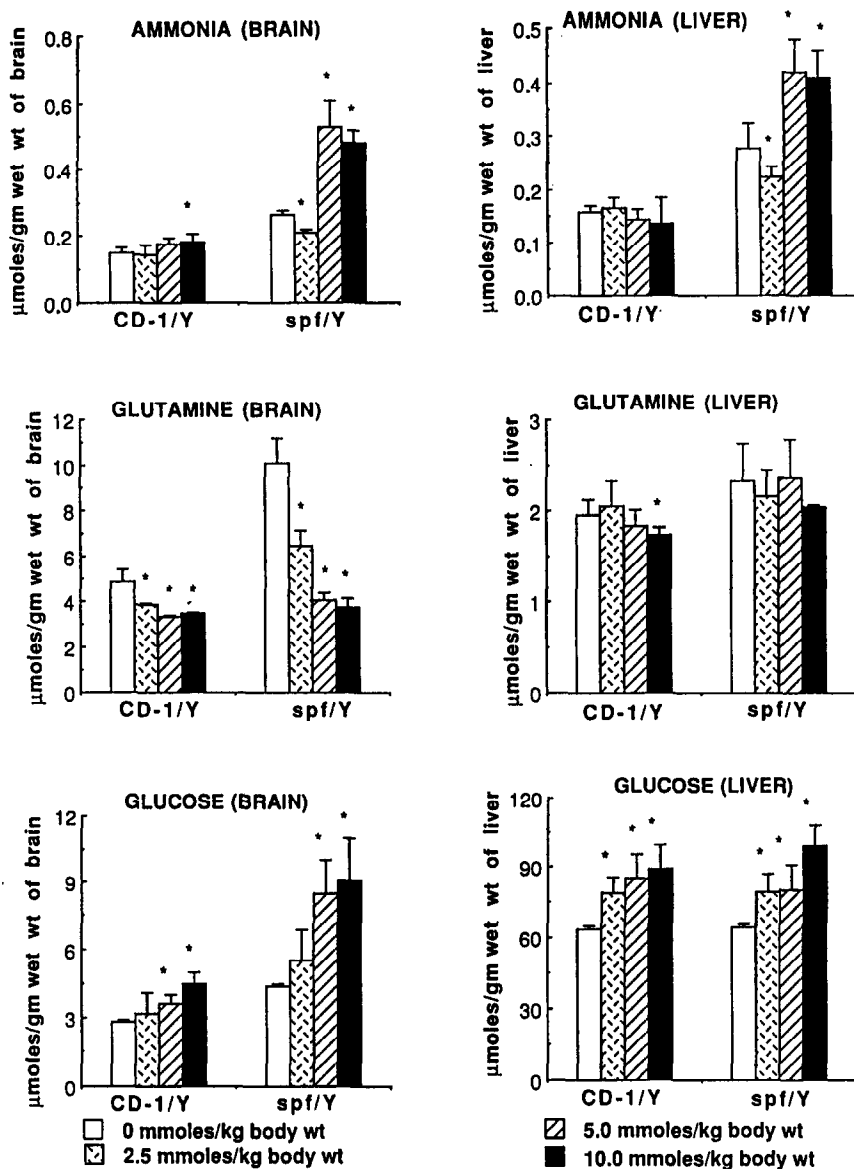 AMMONIA (BRAIN)
μmoles/gm wet wt of brain
0.8
0.6
0.4
0.2
0.0
* * * *
CD-1/Y spf/Y
AMMONIA (LIVER)
μmoles/gm wet wt of liver
0.5
0.4
0.3
0.2
0.1
0.0
* * *
CD-1/Y spf/Y
GLUTAMINE (BRAIN)
μmoles/gm wet wt of brain
12
10
8
6
4
2
0
* * * * * *
CD-1/Y spf/Y
GLUTAMINE (LIVER)
μmoles/gm wet wt of liver
3
2
1
0
*
CD-1/Y spf/Y
GLUCOSE (BRAIN)
μmoles/gm wet wt of brain
12
9
6
3
0
* * * *
CD-1/Y spf/Y
GLUCOSE (LIVER)
μmoles/gm wet wt of liver
120
90
60
30
0
* * * * * *
CD-1/Y spf/Y
0 mmoles/kg body wt
2.5 mmoles/kg body wt
5.0 mmoles/kg body wt
10.0 mmoles/kg body wt